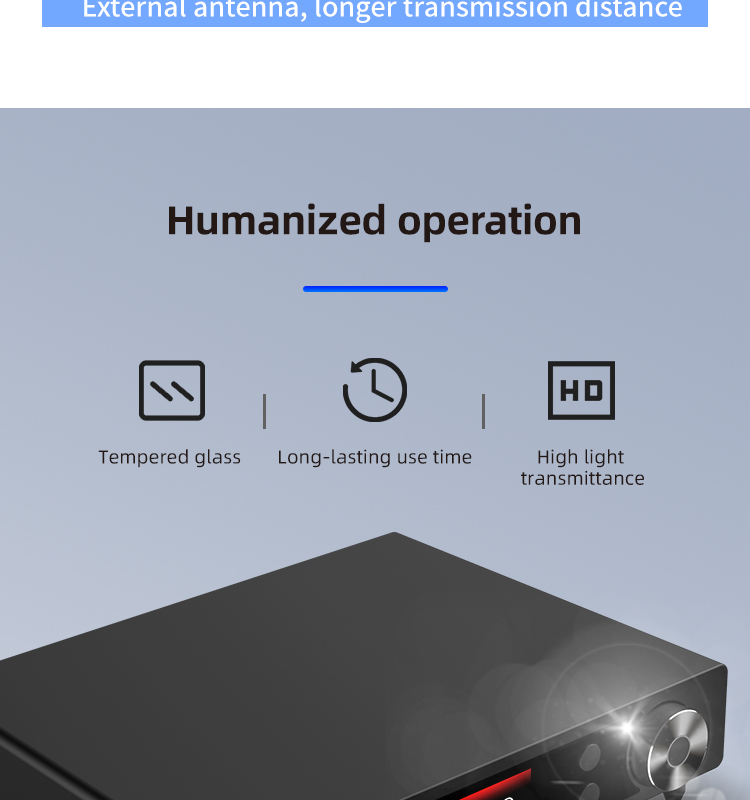 External antenna, longer transmission distance
Humanized operation
HD
Tempered glass
Long-lasting use time
High light
transmittance